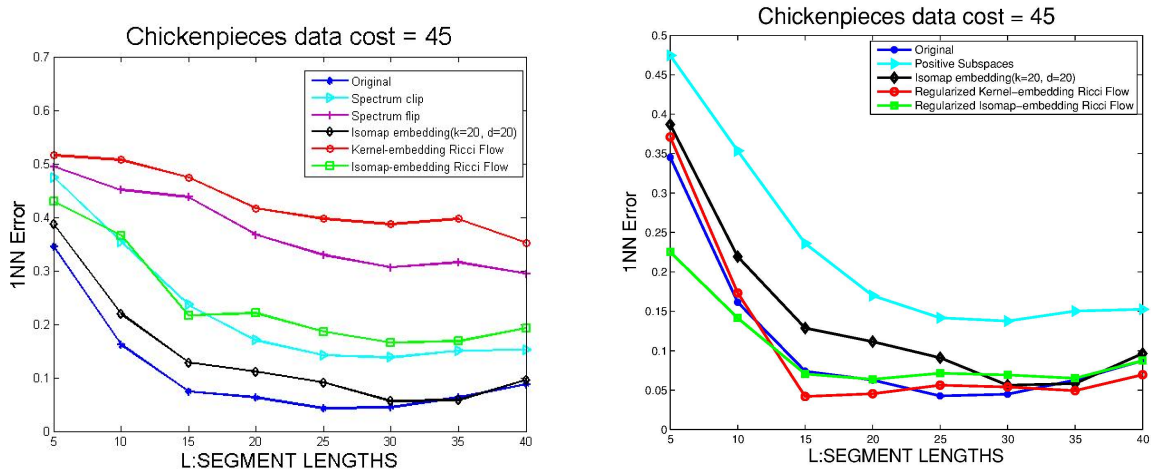 Chickenpieces data cost = 45
0.7
0.6
0.5
0.4
0.3
0.2
0.1
0
1NN Error
Original
Spectrum clip
Spectrum flip
Isomap embedding(k=20, d=20)
Kernel-embedding Ricci Flow
Isomap-embedding Ricci Flow
5 10 15 20 25 30 35 40
L:SEGMENT LENGTHS
Chickenpieces data cost = 45
0.5
0.45
0.4
0.35
0.3
0.25
0.2
0.15
0.1
0.05
0
1NN Error
Original
Positive Subspaces
Isomap embedding(k=20, d=20)
Regularized Kernel-embedding Ricci Flow
Regularized Isomap-embedding Ricci Flow
5 10 15 20 25 30 35 40
L:SEGMENT LENGTHS